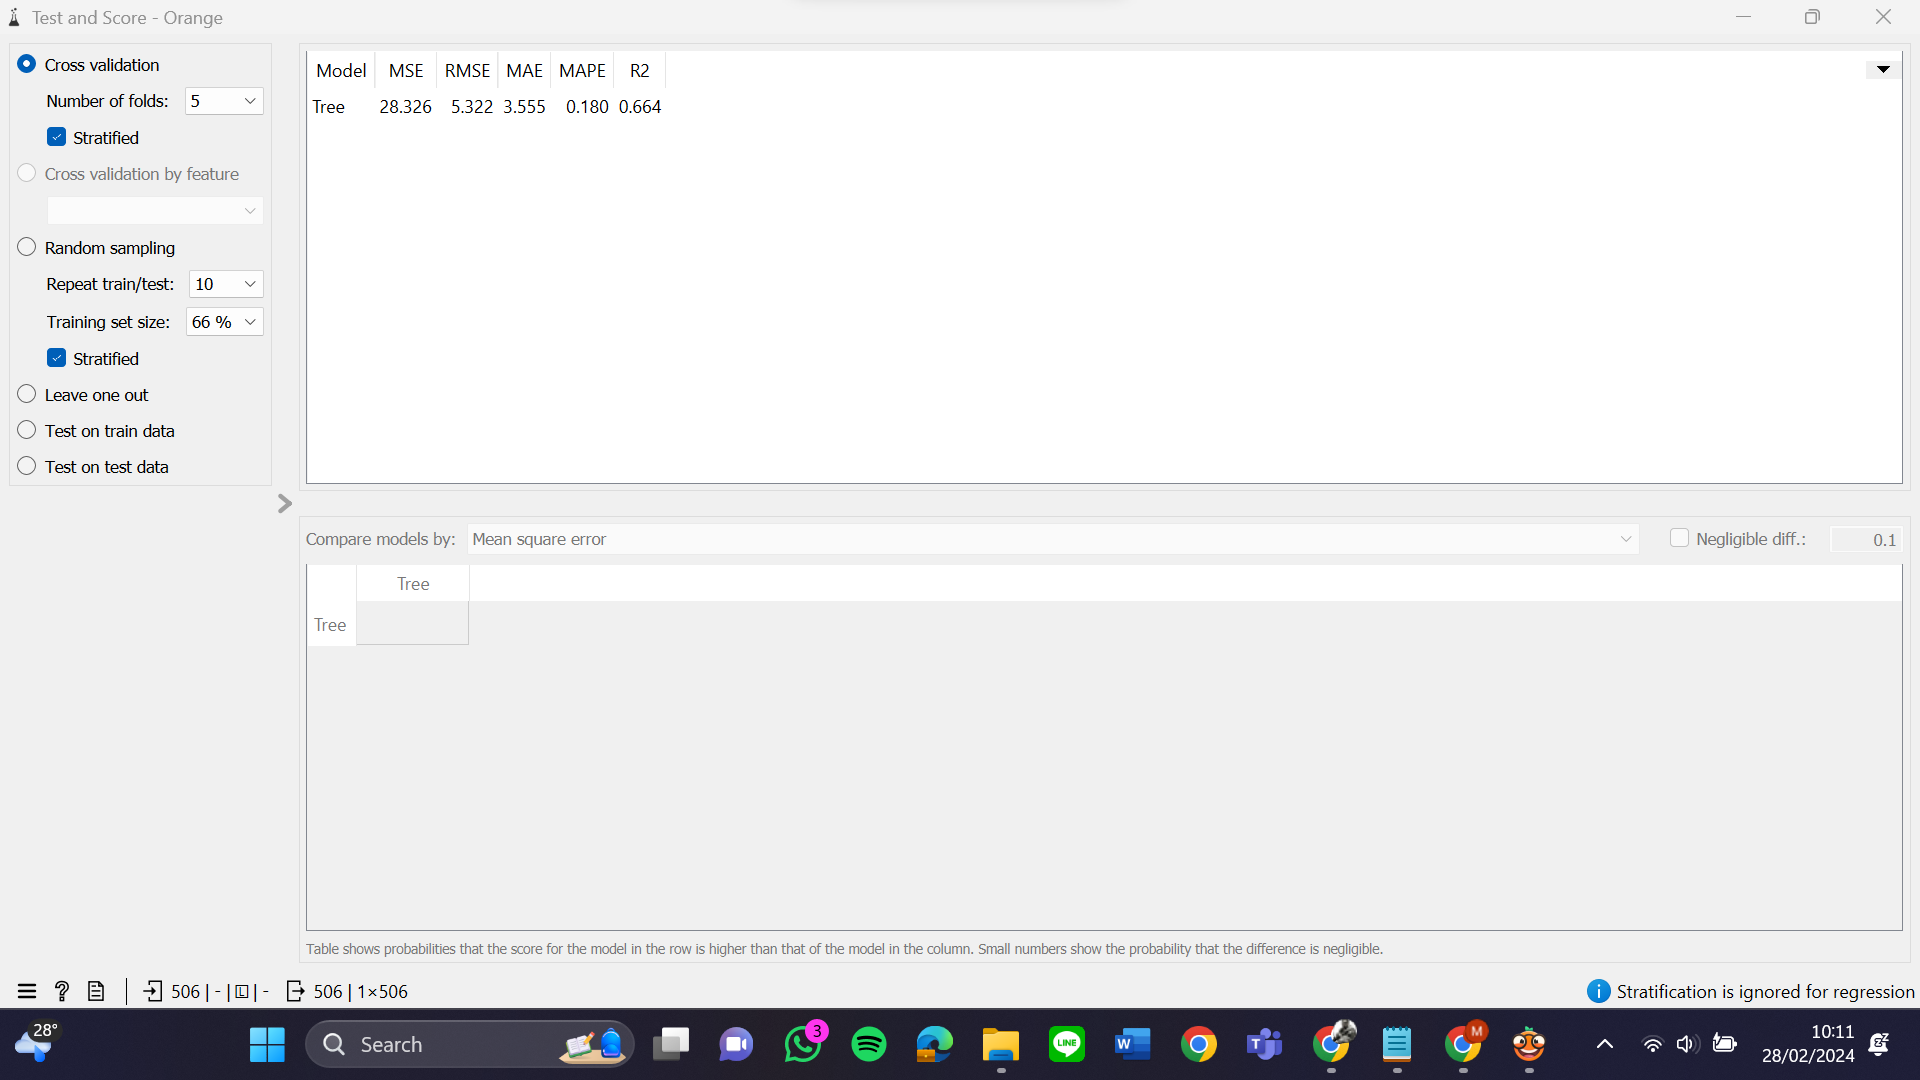 Test and Score - Orange
Cross validation
Number of folds: 5
Stratified
Cross validation by feature
Random sampling
Repeat train/test: 10
Training set size: 66 %
Stratified
Leave one out
Test on train data
Test on test data
Model MSE RMSE MAE MAPE R2
Tree 28.326 5.322 3.555 0.180 0.664
Compare models by: Mean square error
Negligible diff.: 0.1
Tree
Tree
Table shows probabilities that the score for the model in the row is higher than that of the model in the column. Small numbers show the probability that the difference is negligible.
506 | - | L | - 506 | 1×506
Stratification is ignored for regression
28°
Search
3
LINE
W
T
M
10:11
28/02/2024